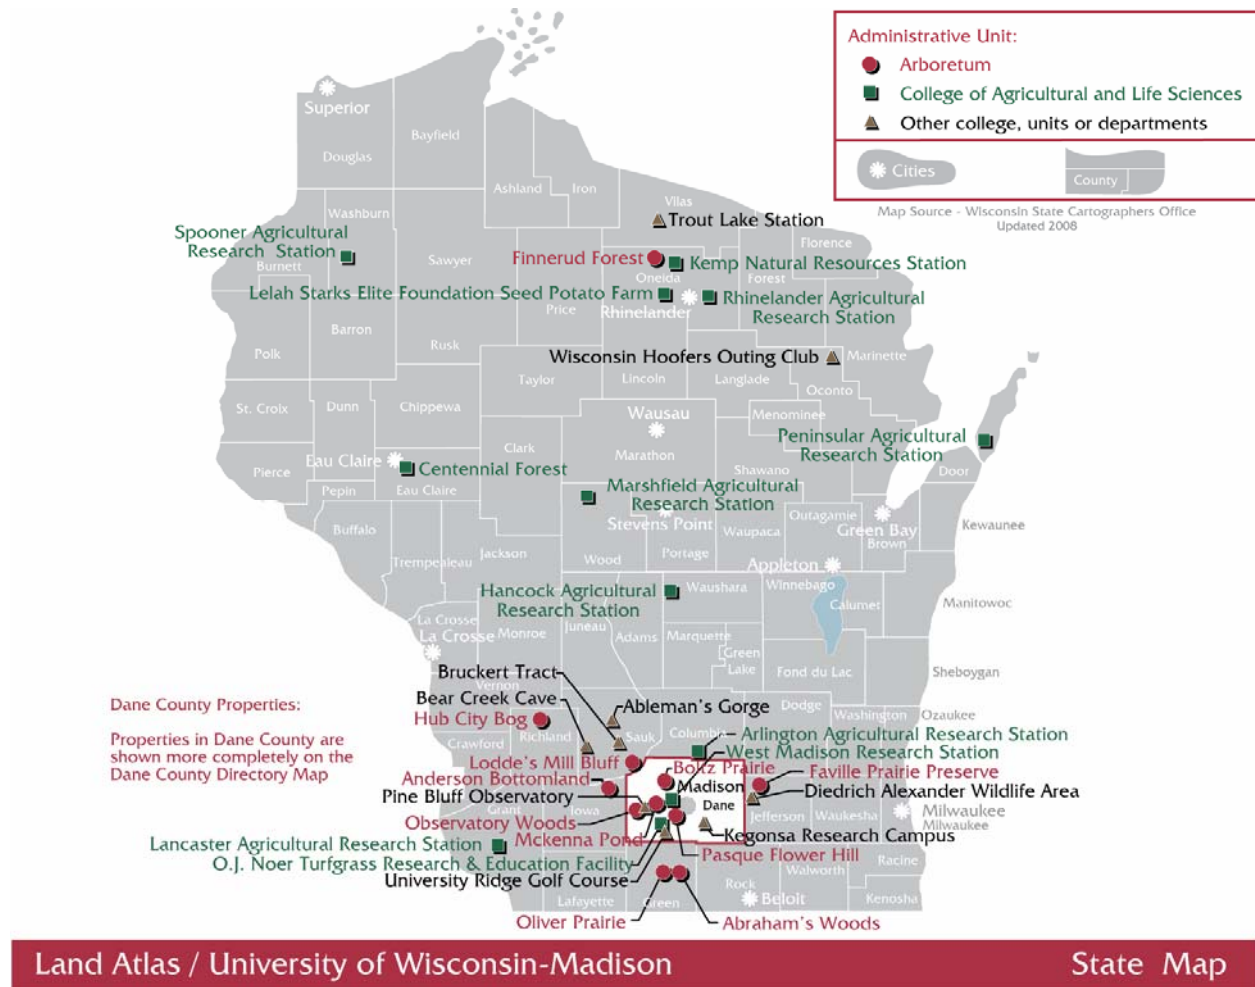 Administrative Unit:
Arboretum
College of Agricultural and Life Sciences
Other college, units or departments
Cities
County
Map Source - Wisconsin State Cartographers Office
Updated 2008
Superior
Bayfield
Douglas
Ashland
Iron
Vilas
Washburn
Trout Lake Station
Florence
Spooner Agricultural
Research Station
Burnett
Sawyer
Finnerud Forest
Kemp Natural Resources Station
Oneida
Forest
Lelah Starks Elite Foundation Seed Potato Farm
Rhinelander Agricultural
Research Station
Price
Rhinelander
Barron
Rusk
Polk
Wisconsin Hoofers Outing Club
Marinette
Taylor
Lincoln
Langlade
Oconto
St. Croix
Dunn
Chippewa
Wausau
Menominee
Peninsular Agricultural
Research Station
Clark
Marathon
Eau Claire
Centennial Forest
Shawano
Door
Pierce
Pepin
Eau Claire
Marshfield Agricultural
Research Station
Buffalo
Stevens Point
Waupaca
Outagamie
Green Bay
Brown
Kewaunee
Trempealeau
Jackson
Wood
Portage
Appleton
Hancock Agricultural
Research Station
Waushara
Winnebago
Calumet
Manitowoc
La Crosse
La Crosse
Monroe
Juneau
Adams
Marquette
Green
Lake
Fond du Lac
Sheboygan
Bruckert Tract
Vernon
Bear Creek Cave
Ableman's Gorge
Dodge
Washington
Ozaukee
Dane County Properties:
Properties in Dane County are
shown more completely on the
Dane County Directory Map
Hub City Bog
Richland
Sauk
Columbia
Crawford
Arlington Agricultural Research Station
West Madison Research Station
Lodde's Mill Bluff
Boltz Prairie
Anderson Bottomland
Faville Prairie Preserve
Madison
Diedrich Alexander Wildlife Area
Pine Bluff Observatory
Dane
Grant
Iowa
Jefferson
Waukesha
Milwaukee
Milwaukee
Observatory Woods
Mckenna Pond
Kegonsa Research Campus
Lancaster Agricultural Research Station
Pasque Flower Hill
O.J. Noer Turfgrass Research & Education Facility
University Ridge Golf Course
Racine
Walworth
Rock
Beloit
Kenosha
Lafayette
Green
Oliver Prairie
Abraham's Woods
Land Atlas / University of Wisconsin-Madison
State Map